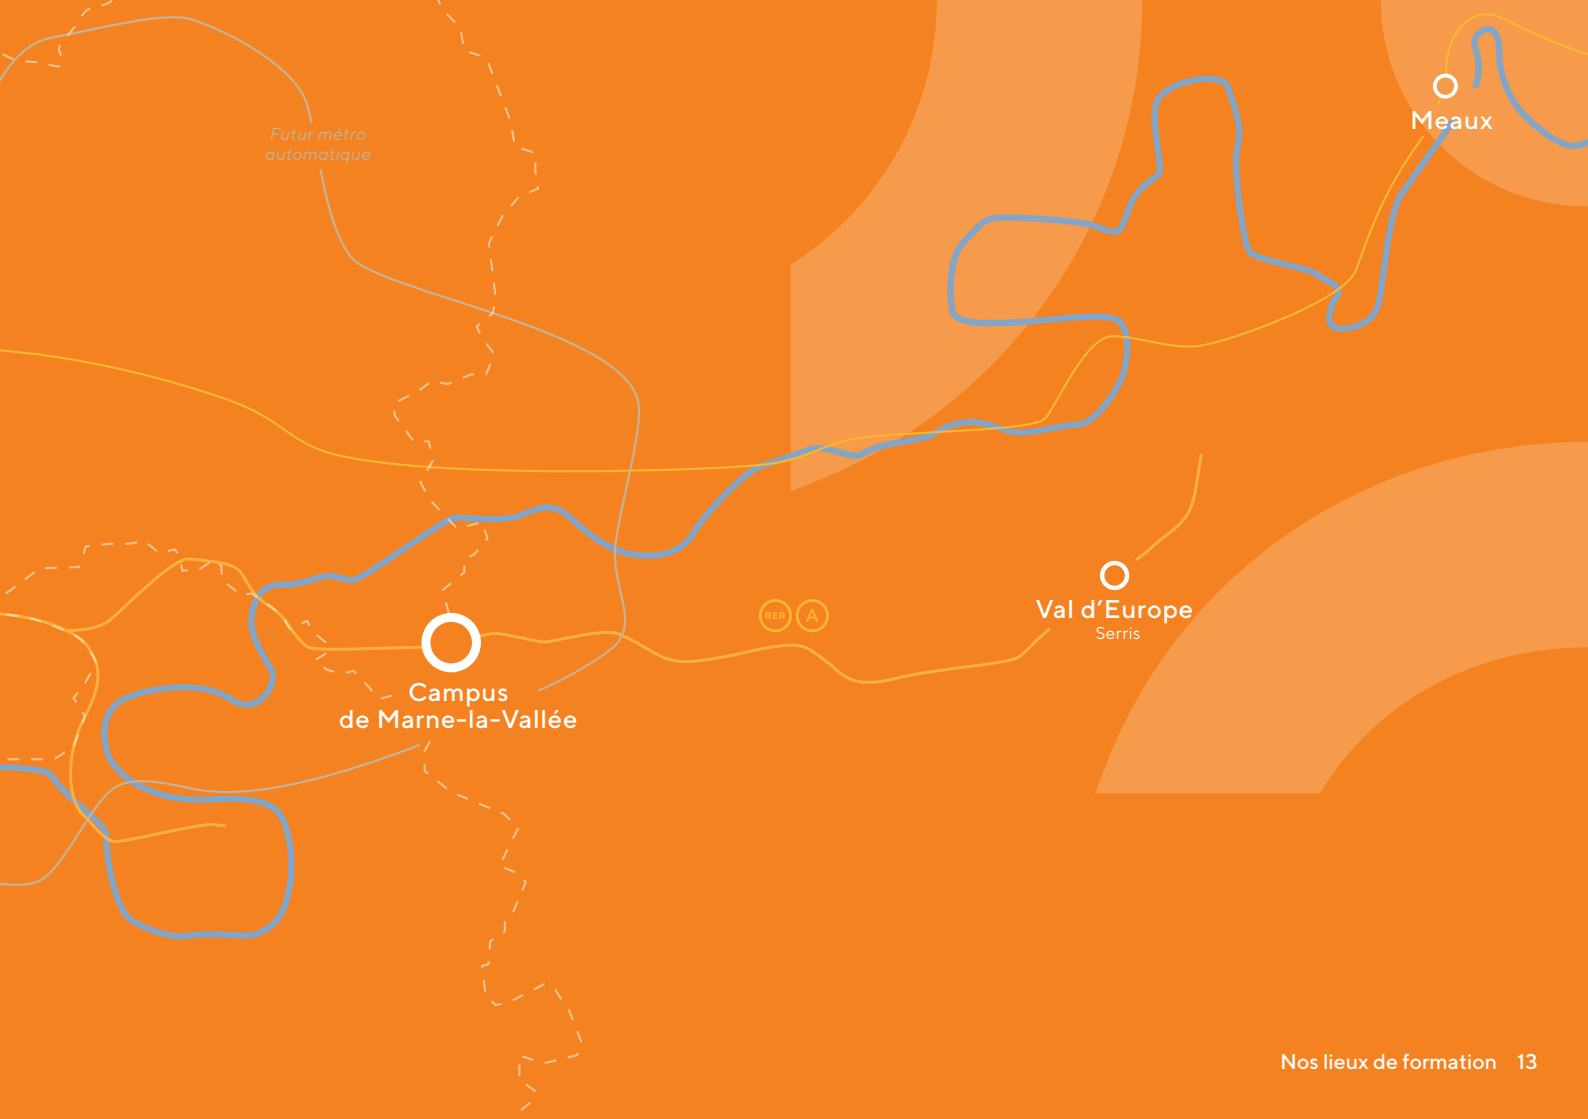 Futur métro
automatique
Meaux
RER A
Val d’Europe
Serris
Campus
de Marne-la-Vallée
Nos lieux de formation 13